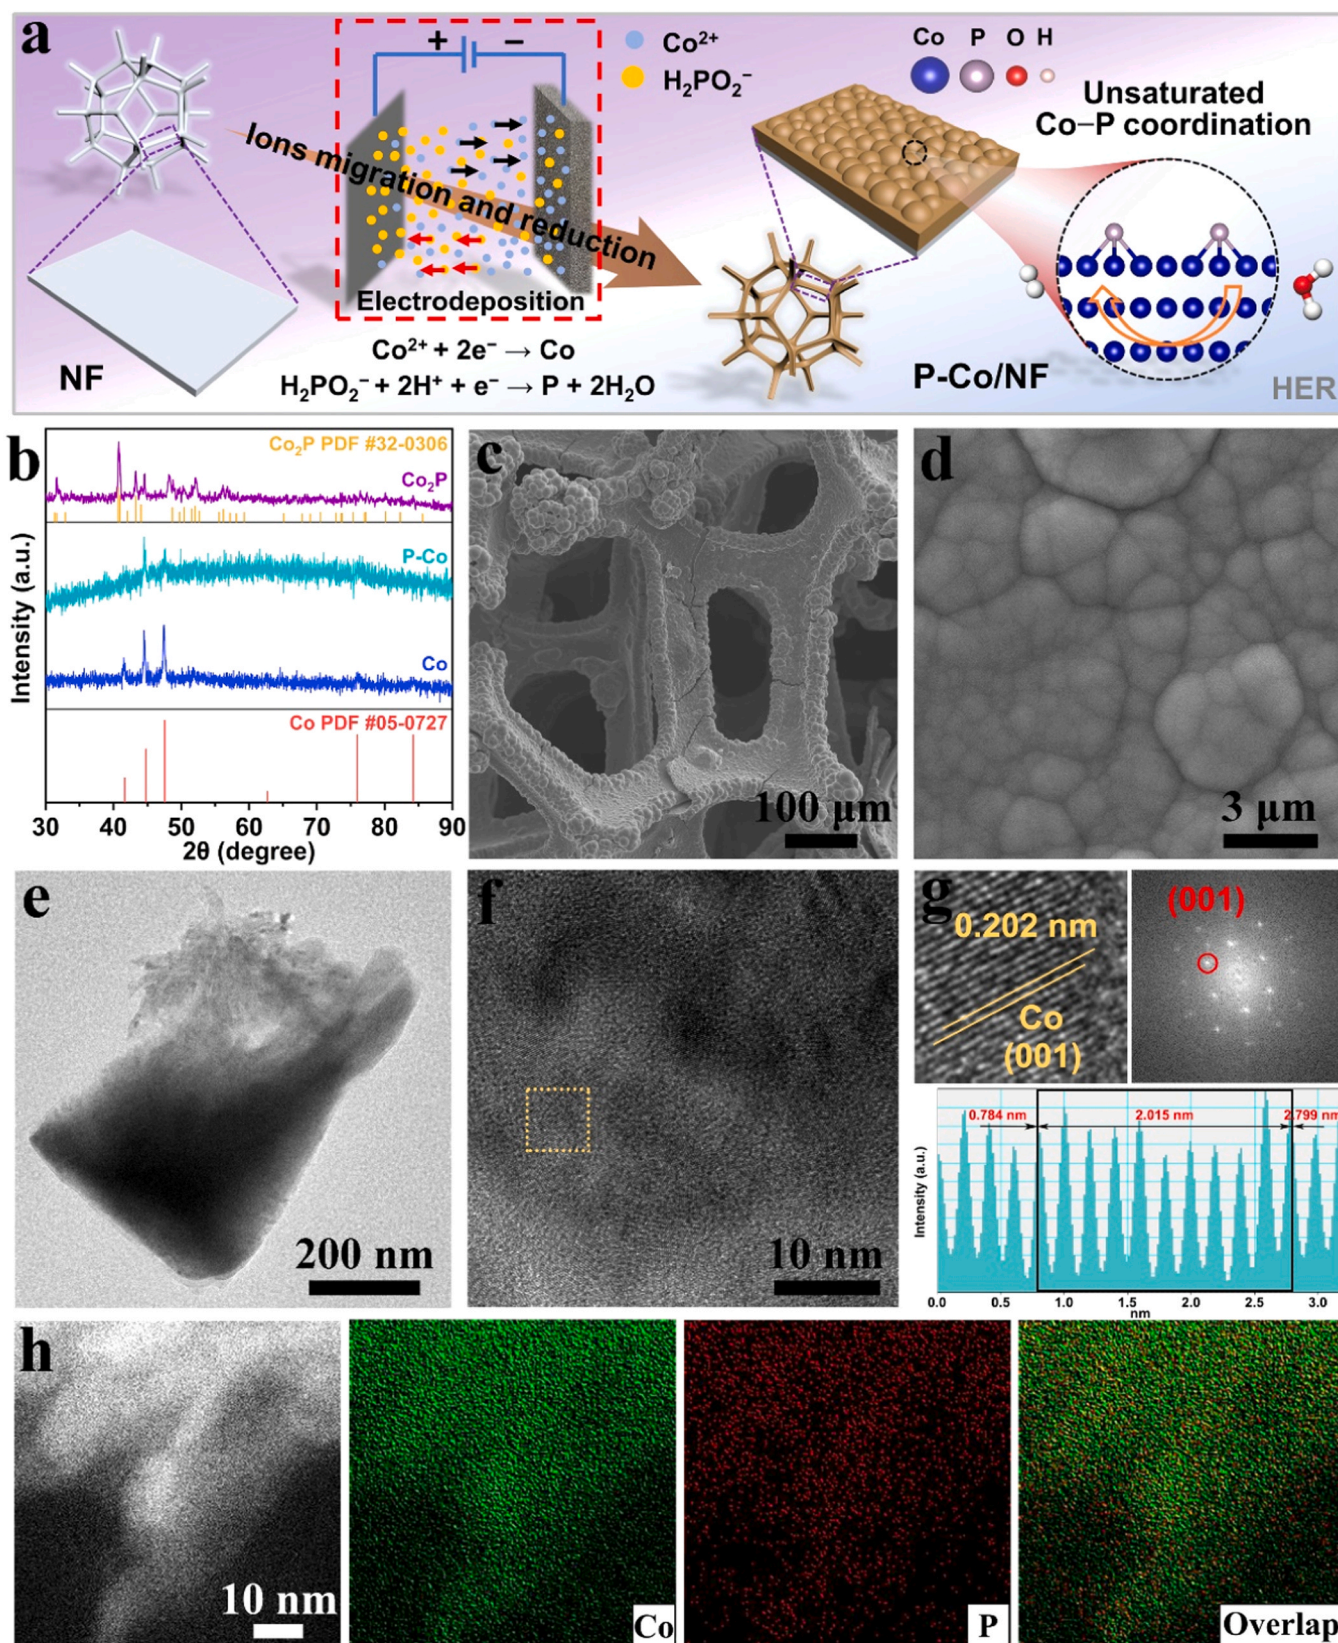 a
+ −
Co²⁺
H₂PO₂⁻
Co P O H
Unsaturated
Co−P coordination
Ions migration and reduction
Electrodeposition
NF
Co²⁺ + 2e⁻ → Co
H₂PO₂⁻ + 2H⁺ + e⁻ → P + 2H₂O
P-Co/NF
HER
b
Co₂P PDF #32-0306
Co₂P
P-Co
Co
Co PDF #05-0727
Intensity (a.u.)
30 40 50 60 70 80 90
2θ (degree)
c
100 μm
d
3 μm
e
200 nm
f
10 nm
g
0.202 nm
Co
(001)
(001)
0.784 nm 2.015 nm 2.799 nm
Intensity (a.u.)
0.0 0.5 1.0 1.5 2.0 2.5 3.0
nm
h
10 nm
Co
P
Overlap